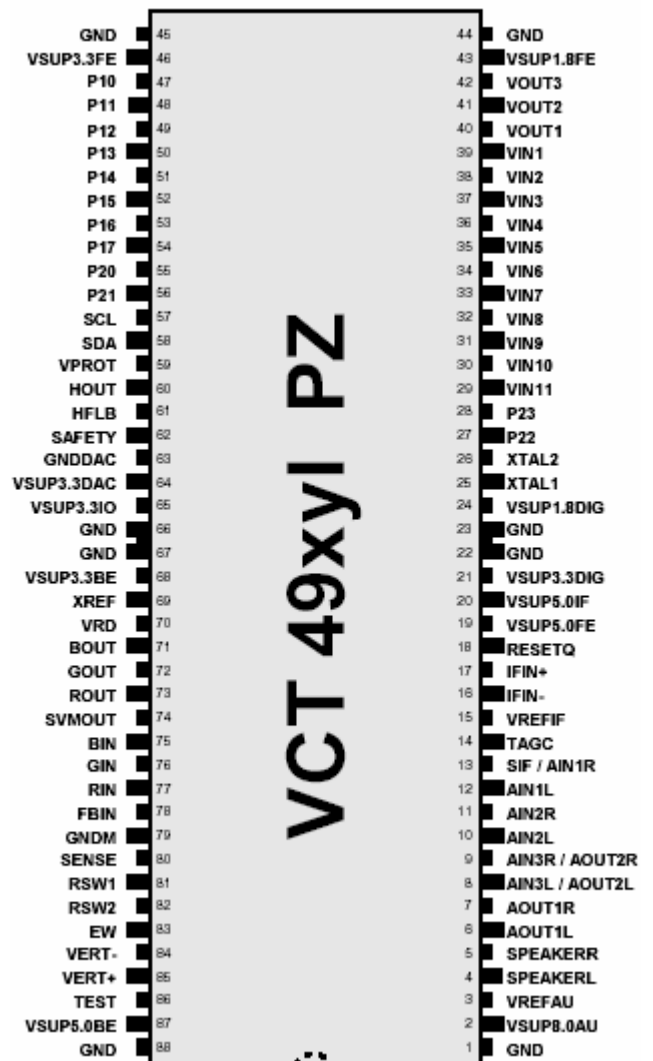 GND 45 44 GND
VSUP3.3FE 46 43 VSUP1.8FE
P10 47 42 VOUT3
P11 48 41 VOUT2
P12 49 40 VOUT1
P13 50 39 VIN1
P14 51 38 VIN2
P15 52 37 VIN3
P16 53 36 VIN4
P17 54 35 VIN5
P20 55 34 VIN6
P21 56 33 VIN7
SCL 57 32 VIN8
SDA 58 31 VIN9
VPROT 59 30 VIN10
HOUT 60 29 VIN11
HFLB 61 28 P23
SAFETY 62 27 P22
GNDDAC 63 26 XTAL2
VSUP3.3DAC 64 25 XTAL1
VSUP3.3IO 65 24 VSUP1.8DIG
GND 66 23 GND
GND 67 22 GND
VSUP3.3BE 68 21 VSUP3.3DIG
XREF 69 20 VSUP5.0IF
VRD 70 19 VSUP5.0FE
BOUT 71 18 RESETQ
GOUT 72 17 IFIN+
ROUT 73 16 IFIN-
SVMOUT 74 15 VREFIF
BIN 75 14 TAGC
GIN 76 13 SIF / AIN1R
RIN 77 12 AIN1L
FBIN 78 11 AIN2R
GNDM 79 10 AIN2L
SENSE 80 9 AIN3R / AOUT2R
RSW1 81 8 AIN3L / AOUT2L
RSW2 82 7 AOUT1R
EW 83 6 AOUT1L
VERT- 84 5 SPEAKERR
VERT+ 85 4 SPEAKERL
TEST 86 3 VREFAU
VSUP5.0BE 87 2 VSUP8.0AU
GND 88 1 GND
VCT 49xyI PZ